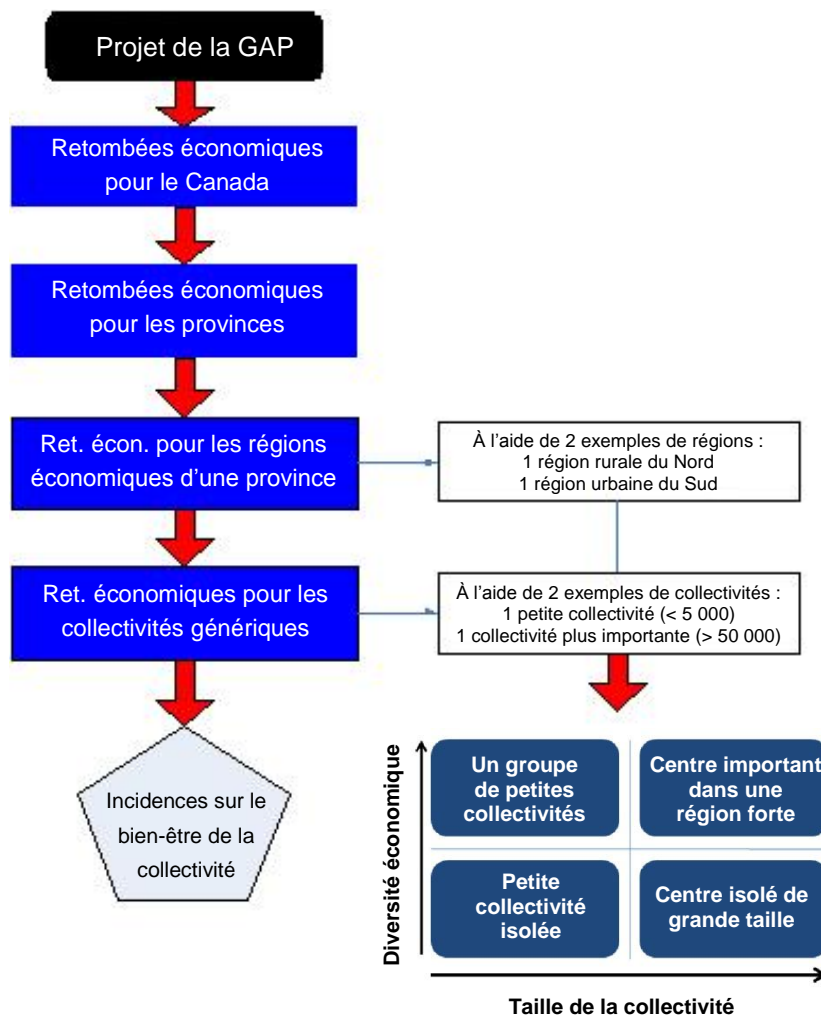 Projet de la GAP
Retombées économiques
pour le Canada
Retombées économiques
pour les provinces
Ret. écon. pour les régions
économiques d'une province
À l'aide de 2 exemples de régions :
1 région rurale du Nord
1 région urbaine du Sud
Ret. économiques pour les
collectivités génériques
À l'aide de 2 exemples de collectivités :
1 petite collectivité (< 5 000)
1 collectivité plus importante (> 50 000)
Incidences sur le
bien-être de la
collectivité
Diversité économique
Un groupe
de petites
collectivités
Centre important
dans une
région forte
Petite
collectivité
isolée
Centre isolé de
grande taille
Taille de la collectivité